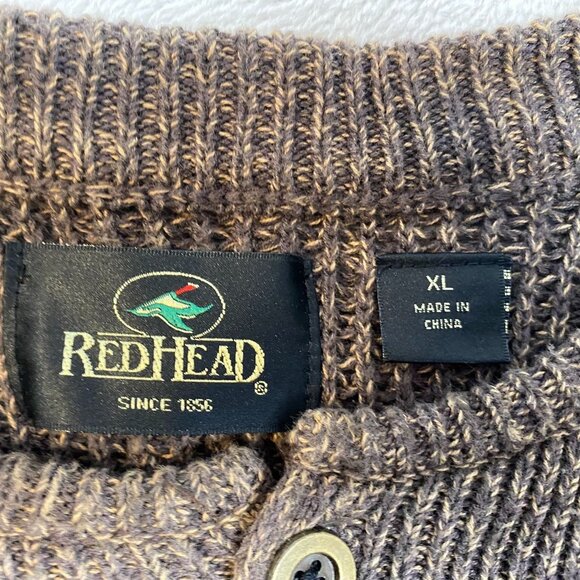 REDHEAD®
SINCE 1856
XL
MADE IN
CHINA